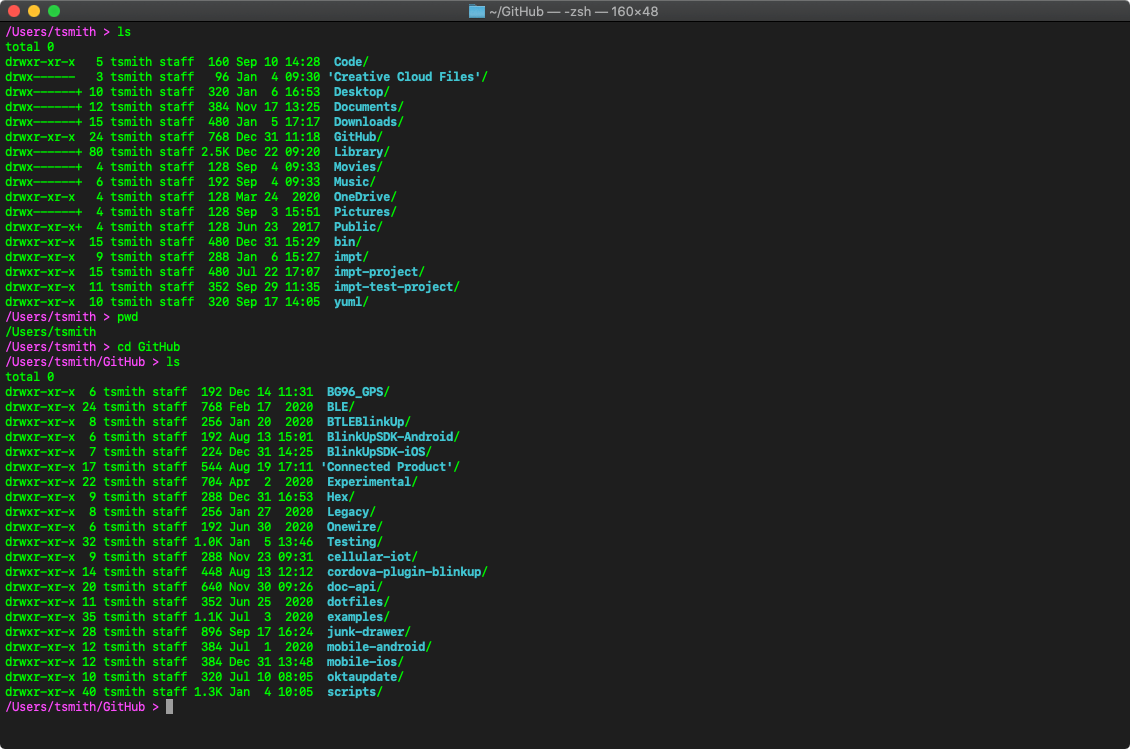 ~/GitHub — -zsh — 160×48
/Users/tsmith > ls
total 0
drwxr-xr-x   5 tsmith staff  160 Sep 10 14:28  Code/
drwx------   3 tsmith staff   96 Jan  4 09:30 'Creative Cloud Files'/
drwx------+ 10 tsmith staff  320 Jan  6 16:53  Desktop/
drwx------+ 12 tsmith staff  384 Nov 17 13:25  Documents/
drwx------+ 15 tsmith staff  480 Jan  5 17:17  Downloads/
drwxr-xr-x  24 tsmith staff  768 Dec 31 11:18  GitHub/
drwx------+ 80 tsmith staff 2.5K Dec 22 09:20  Library/
drwx------+  4 tsmith staff  128 Sep  4 09:33  Movies/
drwx------+  6 tsmith staff  192 Sep  4 09:33  Music/
drwxr-xr-x   4 tsmith staff  128 Mar 24  2020  OneDrive/
drwx------+  4 tsmith staff  128 Sep  3 15:51  Pictures/
drwxr-xr-x+  4 tsmith staff  128 Jun 23  2017  Public/
drwxr-xr-x  15 tsmith staff  480 Dec 31 15:29  bin/
drwxr-xr-x   9 tsmith staff  288 Jan  6 15:27  impt/
drwxr-xr-x  15 tsmith staff  480 Jul 22 17:07  impt-project/
drwxr-xr-x  11 tsmith staff  352 Sep 29 11:35  impt-test-project/
drwxr-xr-x  10 tsmith staff  320 Sep 17 14:05  yuml/
/Users/tsmith > pwd
/Users/tsmith
/Users/tsmith > cd GitHub
/Users/tsmith/GitHub > ls
total 0
drwxr-xr-x  6 tsmith staff  192 Dec 14 11:31  BG96_GPS/
drwxr-xr-x 24 tsmith staff  768 Feb 17  2020  BLE/
drwxr-xr-x  8 tsmith staff  256 Jan 20  2020  BTLEBlinkUp/
drwxr-xr-x  6 tsmith staff  192 Aug 13 15:01  BlinkUpSDK-Android/
drwxr-xr-x  7 tsmith staff  224 Dec 31 14:25  BlinkUpSDK-iOS/
drwxr-xr-x 17 tsmith staff  544 Aug 19 17:11 'Connected Product'/
drwxr-xr-x 22 tsmith staff  704 Apr  2  2020  Experimental/
drwxr-xr-x  9 tsmith staff  288 Dec 31 16:53  Hex/
drwxr-xr-x  8 tsmith staff  256 Jan 27  2020  Legacy/
drwxr-xr-x  6 tsmith staff  192 Jun 30  2020  Onewire/
drwxr-xr-x 32 tsmith staff 1.0K Jan  5 13:46  Testing/
drwxr-xr-x  9 tsmith staff  288 Nov 23 09:31  cellular-iot/
drwxr-xr-x 14 tsmith staff  448 Aug 13 12:12  cordova-plugin-blinkup/
drwxr-xr-x 20 tsmith staff  640 Nov 30 09:26  doc-api/
drwxr-xr-x 11 tsmith staff  352 Jun 25  2020  dotfiles/
drwxr-xr-x 35 tsmith staff 1.1K Jul  3  2020  examples/
drwxr-xr-x 28 tsmith staff  896 Sep 17 16:24  junk-drawer/
drwxr-xr-x 12 tsmith staff  384 Jul  1  2020  mobile-android/
drwxr-xr-x 12 tsmith staff  384 Dec 31 13:48  mobile-ios/
drwxr-xr-x 10 tsmith staff  320 Jul 10 08:05  oktaupdate/
drwxr-xr-x 40 tsmith staff 1.3K Jan  4 10:05  scripts/
/Users/tsmith/GitHub >